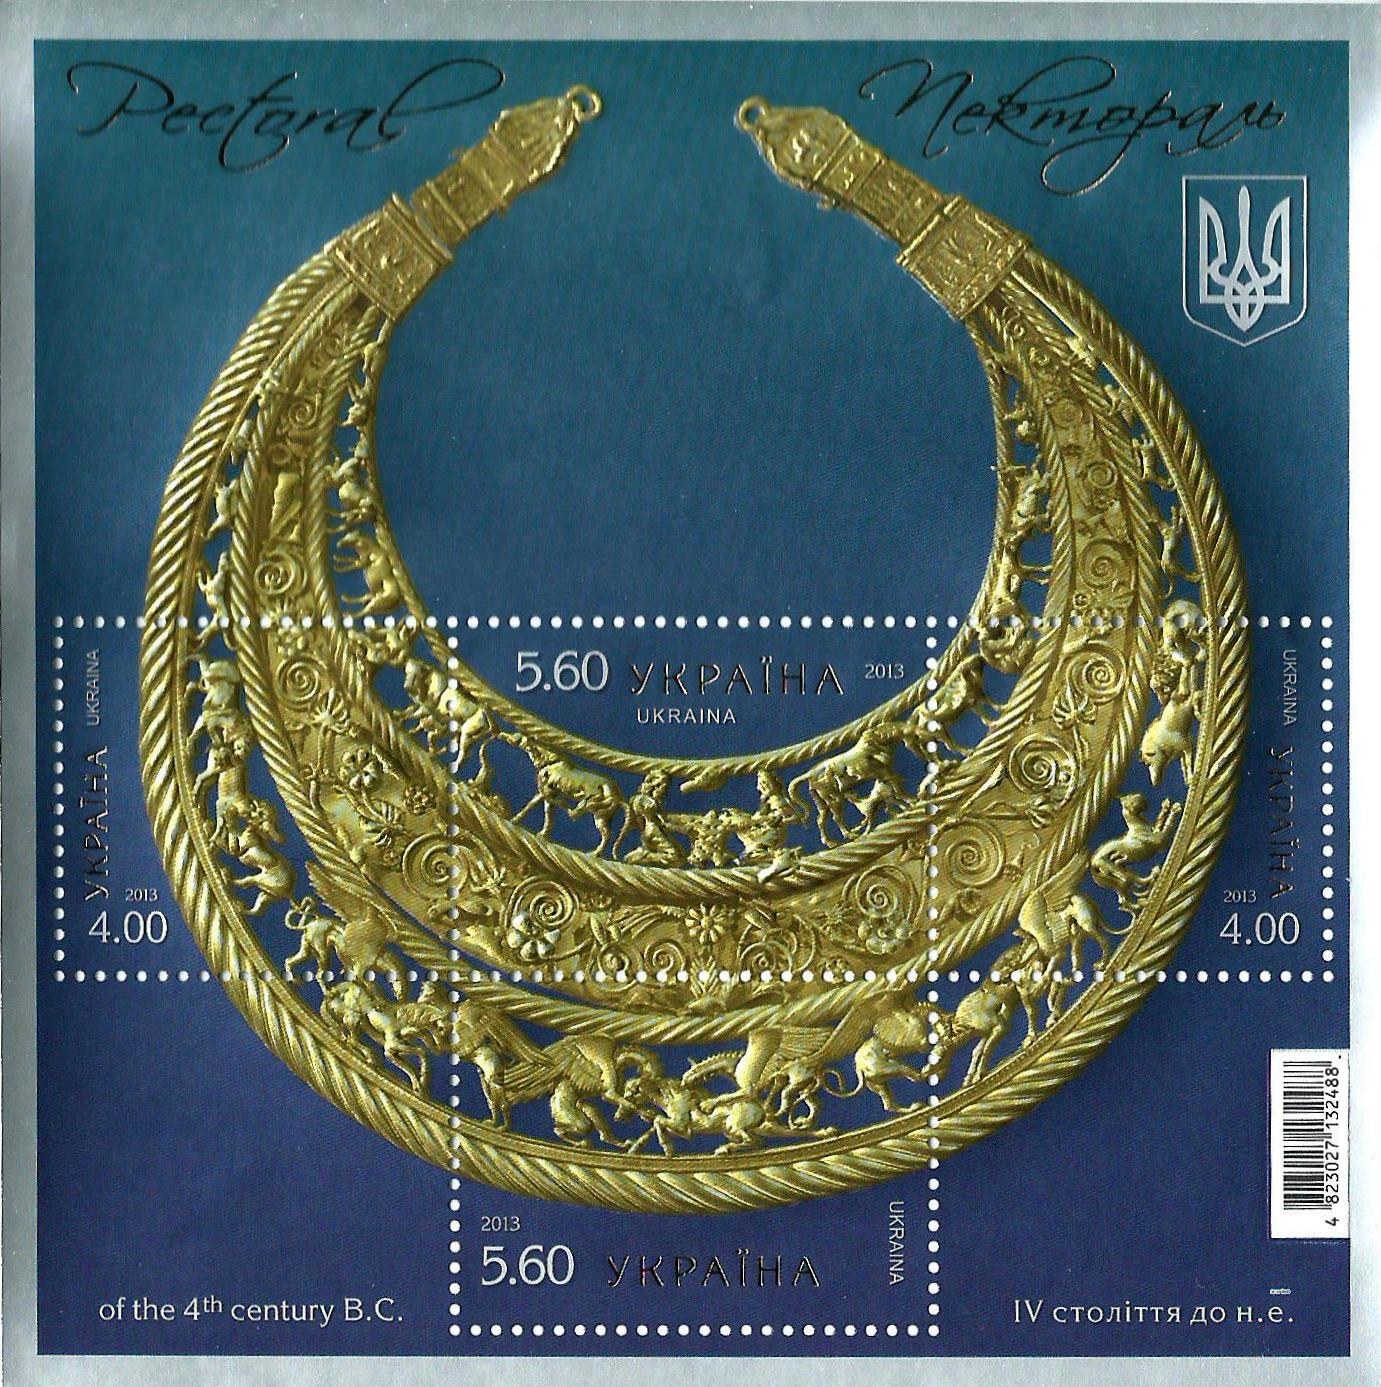 Pectoral
Пектораль
5.60 УКРАЇНА 2013
UKRAINA
УКРАЇНА UKRAINA
2013
4.00
UKRAINA УКРАЇНА
2013
4.00
2013
5.60 УКРАЇНА
UKRAINA
4 823027 132488
of the 4th century B.C.
IV століття до н.е.